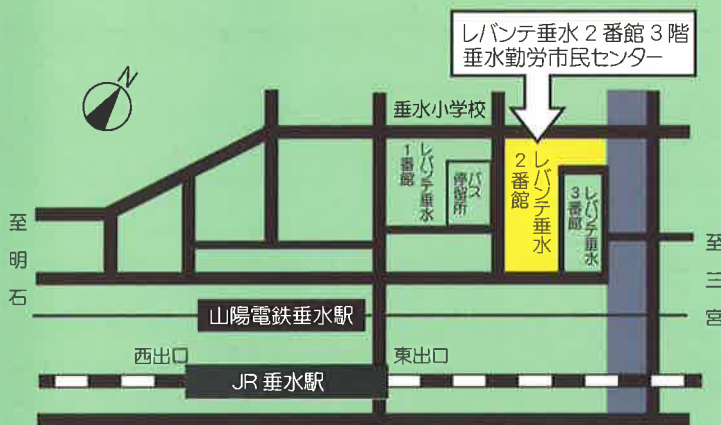 レバンテ垂水2番館3階
垂水勤労市民センター
N
垂水小学校
レバンテ垂水
1番館
バス
停留所
レバンテ垂水
2番館
レバンテ垂水
3番館
至明石
至三宮
山陽電鉄垂水駅
西出口
東出口
JR垂水駅